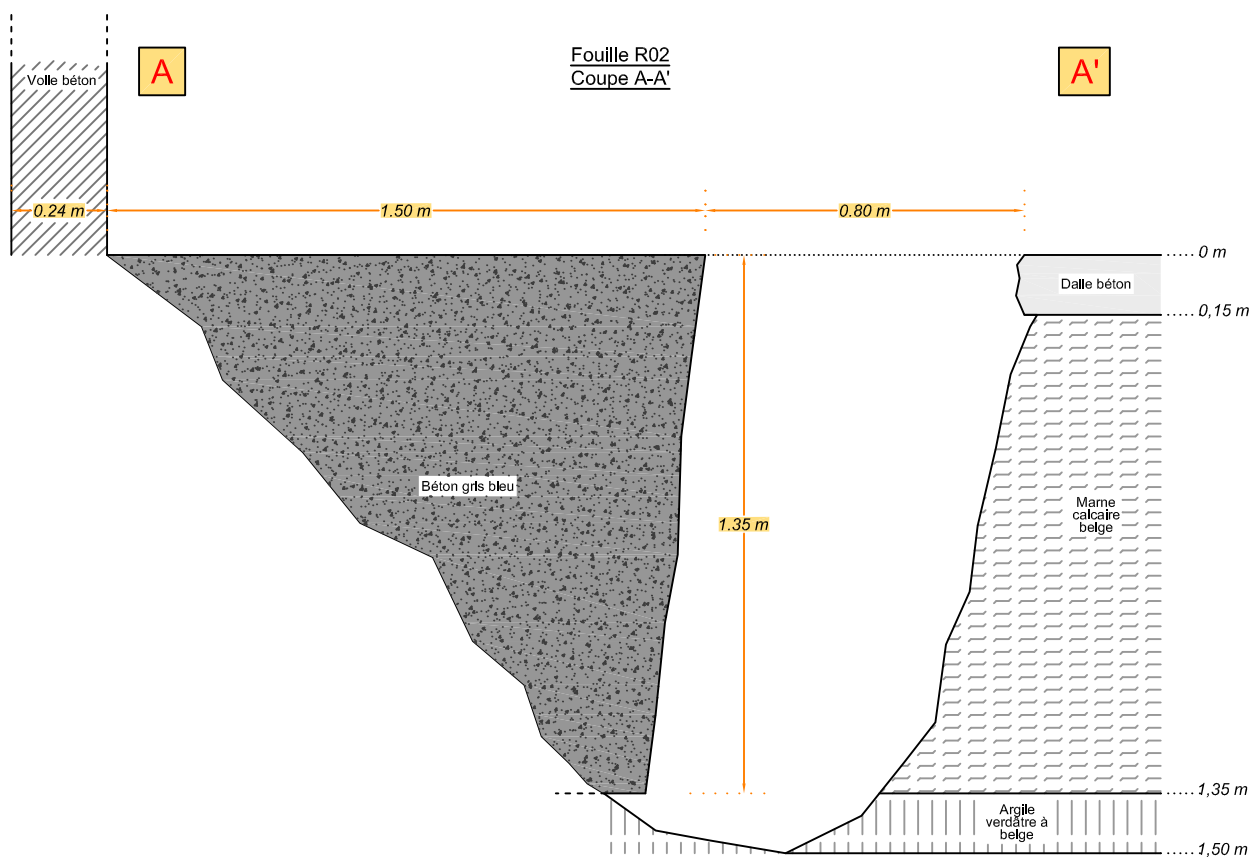 Fouille R02
Coupe A-A'
A
A'
Voile béton
0.24 m
1.50 m
0.80 m
0 m
Dalle béton
0,15 m
Béton gris bleu
1.35 m
Marne
calcaire
beige
1,35 m
Argile
verdâtre à
beige
1,50 m